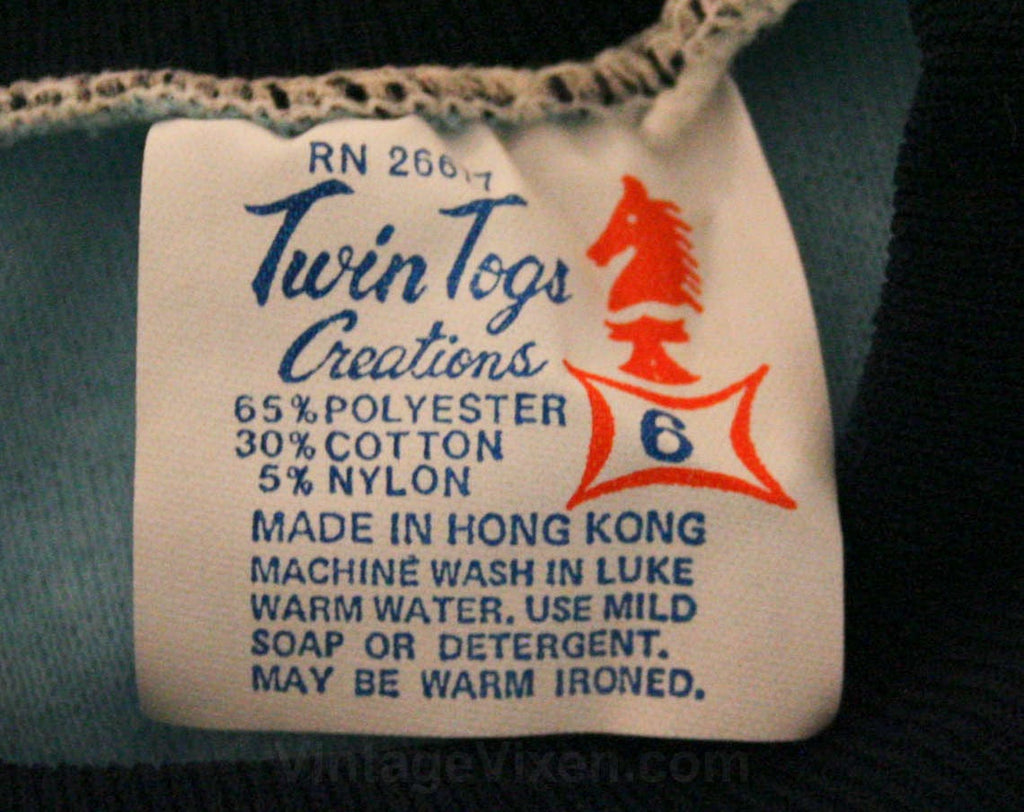 RN
Twin Togs
Creations
65% POLYESTER
30% COTTON
5% NYLON
6
MADE IN HONG KONG
MACHINE WASH IN LUKE
WARM WATER. USE MILD
SOAP OR DETERGENT.
MAY BE WARM IRONED.
VintageVixen.com